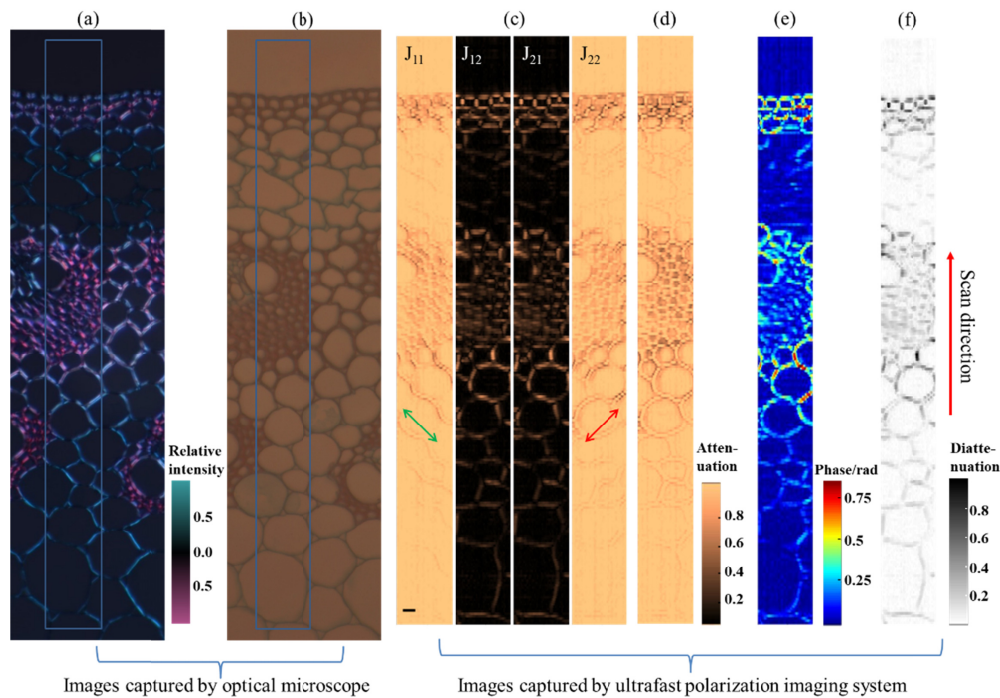 (a) (b) (c) (d) (e) (f)
J11 J12 J21 J22
Scan direction
Relative
intensity
0.5
0.0
0.5
Atten-
uation
0.8
0.6
0.4
0.2
Phase/rad
0.75
0.50
0.25
Diatte-
nuation
0.8
0.6
0.4
0.2
Images captured by optical microscope
Images captured by ultrafast polarization imaging system